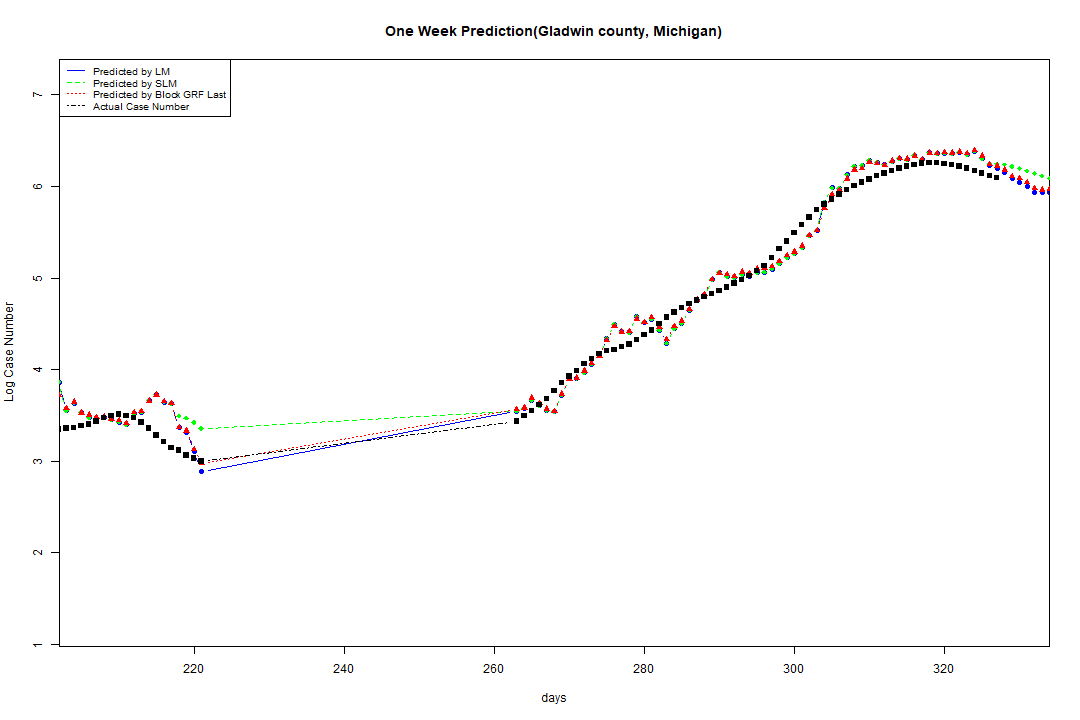 One Week Prediction(Gladwin county, Michigan)
Predicted by LM
Predicted by SLM
Predicted by Block GRF Last
Actual Case Number
7
6
5
4
3
2
1
Log Case Number
220 240 260 280 300 320
days